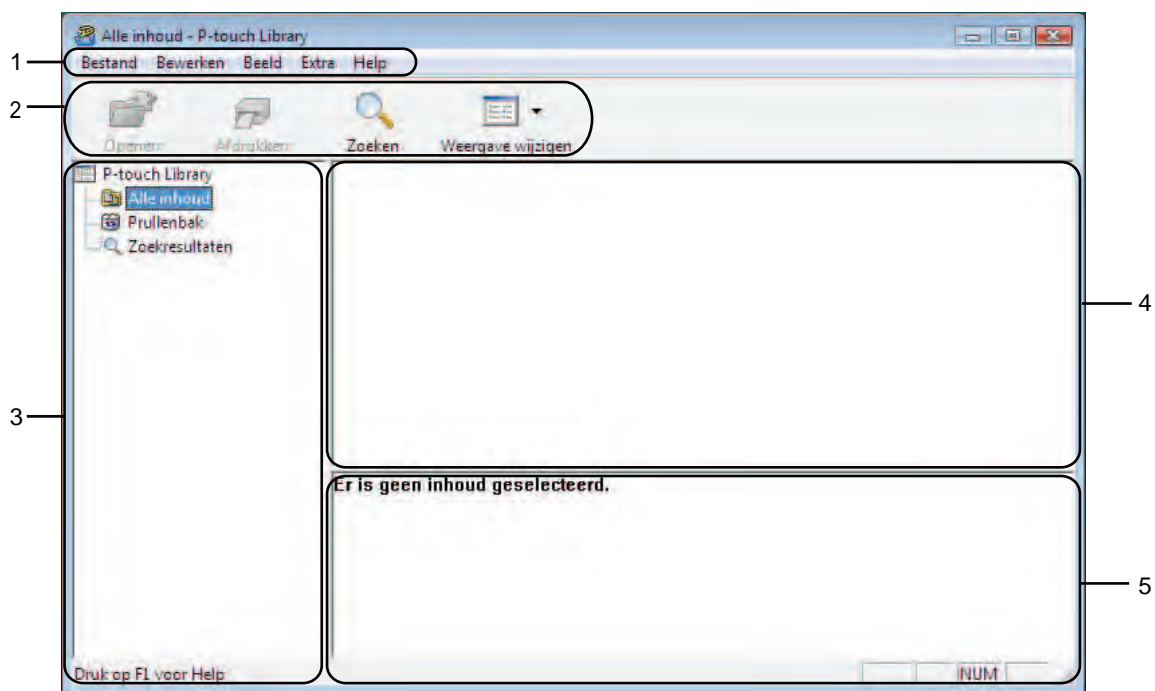 Alle inhoud - P-touch Library
1
Bestand Bewerken Beeld Extra Help
2
Openen Afdrukken Zoeken Weergave wijzigen
P-touch Library
Alle inhoud
Prullenbak
Zoekresultaten
4
3
Er is geen inhoud geselecteerd.
5
Druk op F1 voor Help NUM